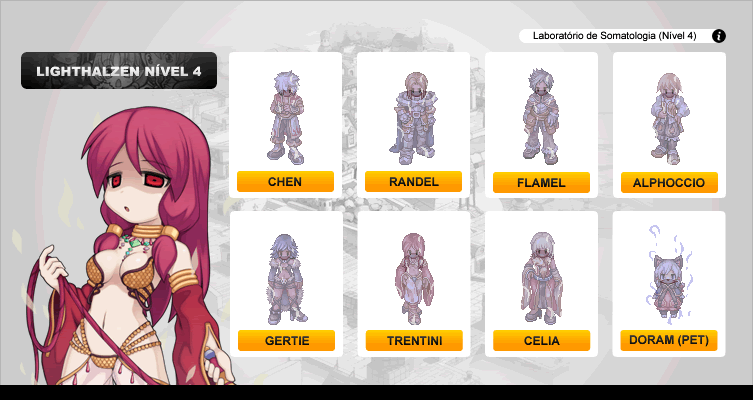 Laboratório de Somatologia (Nível 4)
LIGHTHALZEN NÍVEL 4
CHEN
RANDEL
FLAMEL
ALPHOCCIO
GERTIE
TRENTINI
CELIA
DORAM (PET)